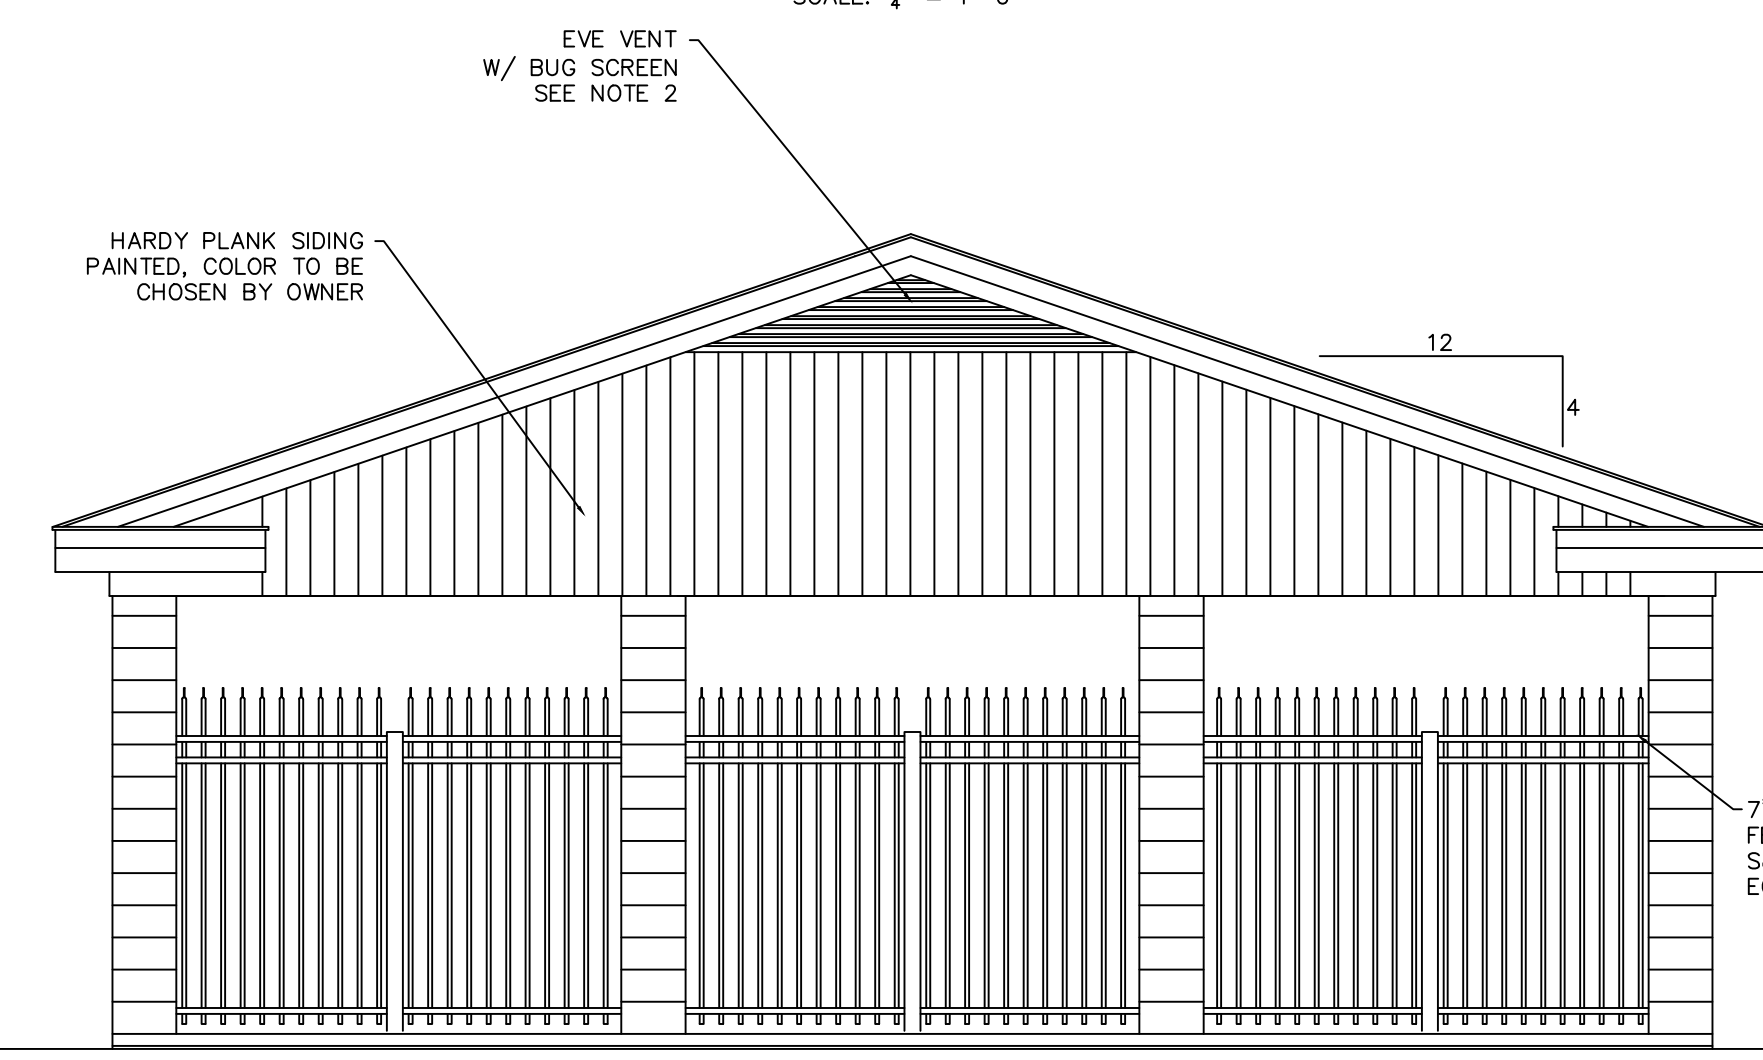 EVE VENT
W/ BUG SCREEN
SEE NOTE 2
HARDY PLANK SIDING
PAINTED, COLOR TO BE
CHOSEN BY OWNER
12
4